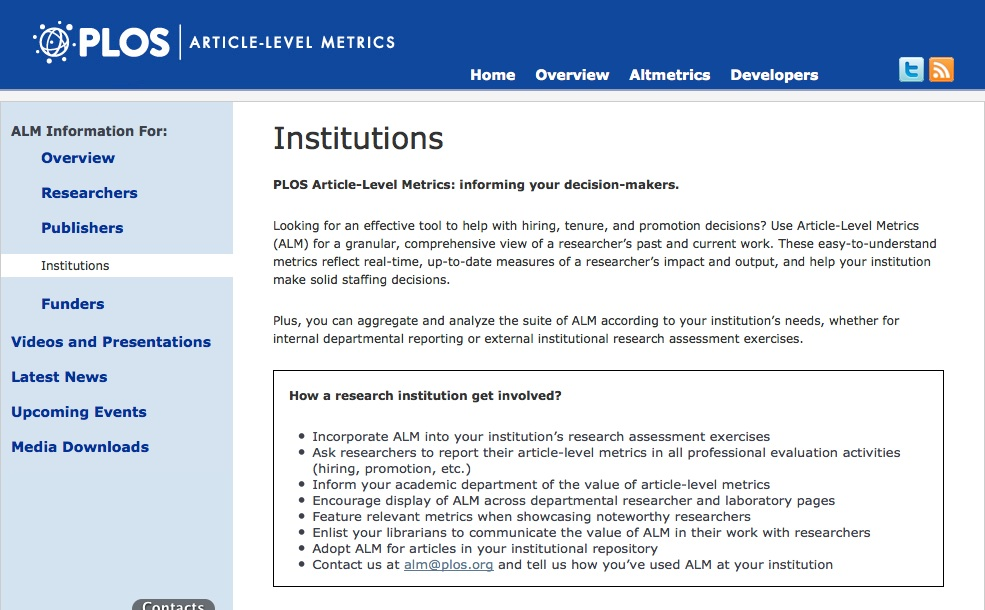 PLOS | ARTICLE-LEVEL METRICS
Home Overview Altmetrics Developers
ALM Information For:
Overview
Researchers
Publishers
Institutions
Funders
Videos and Presentations
Latest News
Upcoming Events
Media Downloads
Contacts
Institutions
PLOS Article-Level Metrics: informing your decision-makers.
Looking for an effective tool to help with hiring, tenure, and promotion decisions? Use Article-Level Metrics
(ALM) for a granular, comprehensive view of a researcher’s past and current work. These easy-to-understand
metrics reflect real-time, up-to-date measures of a researcher’s impact and output, and help your institution
make solid staffing decisions.
Plus, you can aggregate and analyze the suite of ALM according to your institution’s needs, whether for
internal departmental reporting or external institutional research assessment exercises.
How a research institution get involved?
• Incorporate ALM into your institution’s research assessment exercises
• Ask researchers to report their article-level metrics in all professional evaluation activities
(hiring, promotion, etc.)
• Inform your academic department of the value of article-level metrics
• Encourage display of ALM across departmental researcher and laboratory pages
• Feature relevant metrics when showcasing noteworthy researchers
• Enlist your librarians to communicate the value of ALM in their work with researchers
• Adopt ALM for articles in your institutional repository
• Contact us at alm@plos.org and tell us how you’ve used ALM at your institution